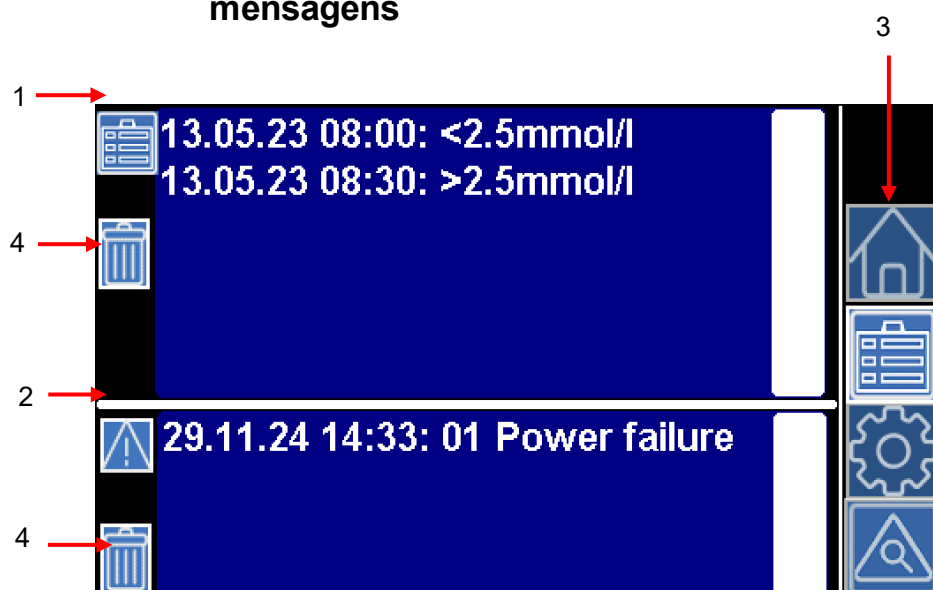 mensagens
3
1
13.05.23 08:00: <2.5mmol/l
13.05.23 08:30: >2.5mmol/l
4
2
29.11.24 14:33: 01 Power failure
4